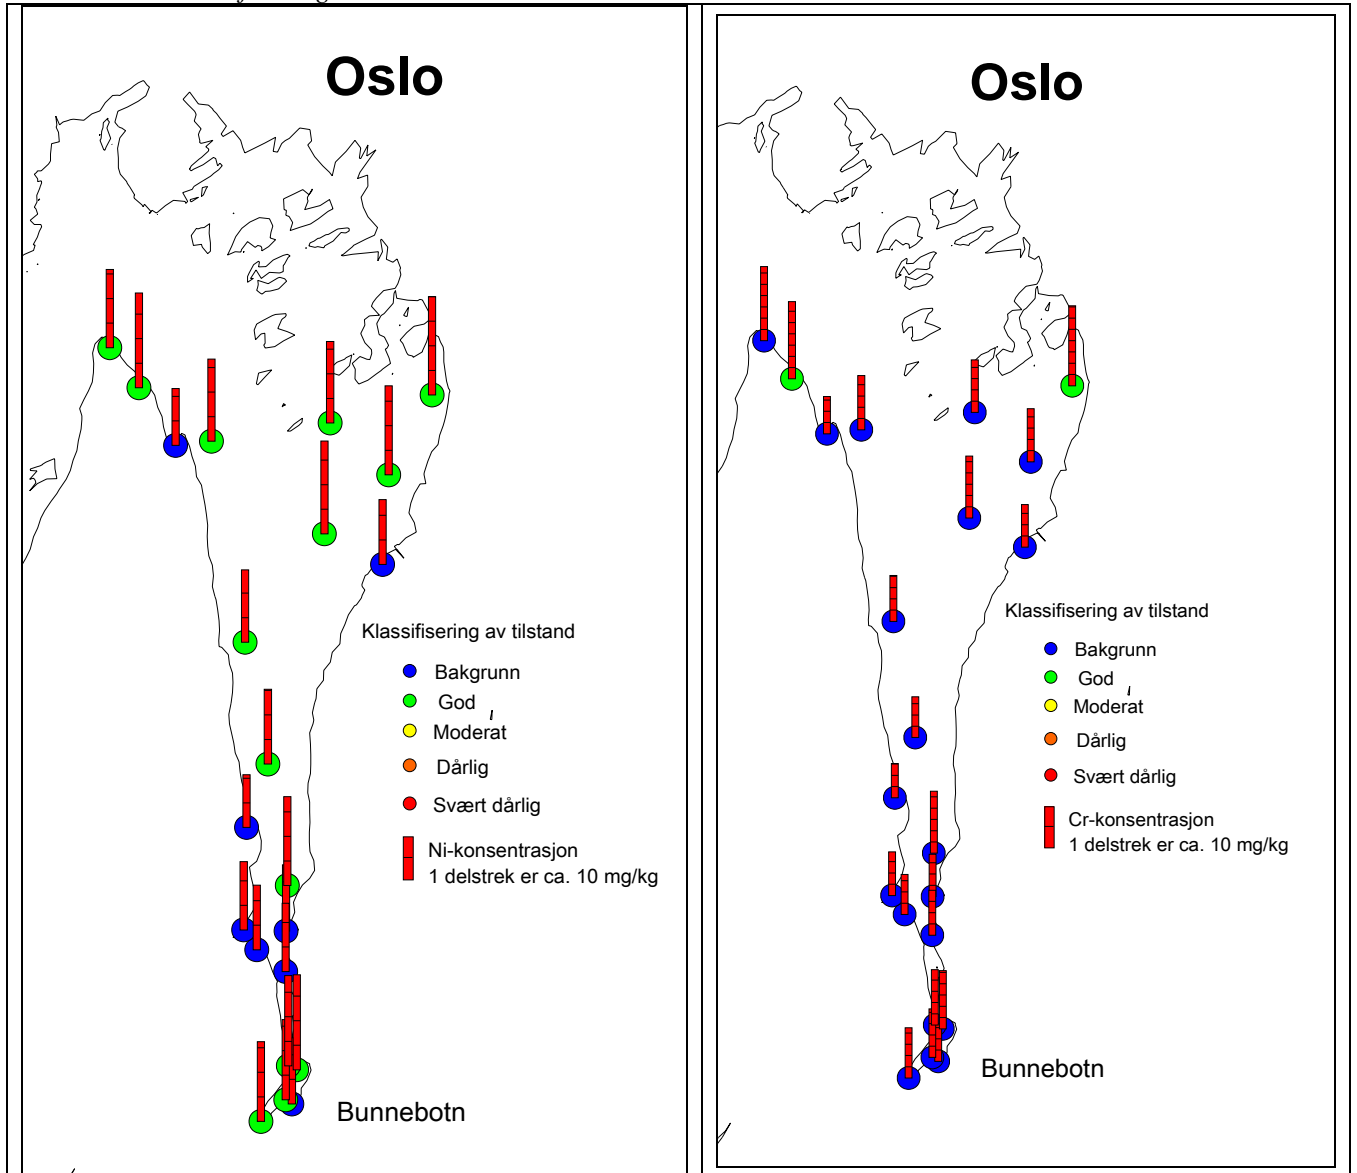 Oslo
Klassifisering av tilstand
Bakgrunn
God
Moderat
Dårlig
Svært dårlig
Ni-konsentrasjon
1 delstrek er ca. 10 mg/kg
Bunnebotn
Oslo
Klassifisering av tilstand
Bakgrunn
God
Moderat
Dårlig
Svært dårlig
Cr-konsentrasjon
1 delstrek er ca. 10 mg/kg
Bunnebotn